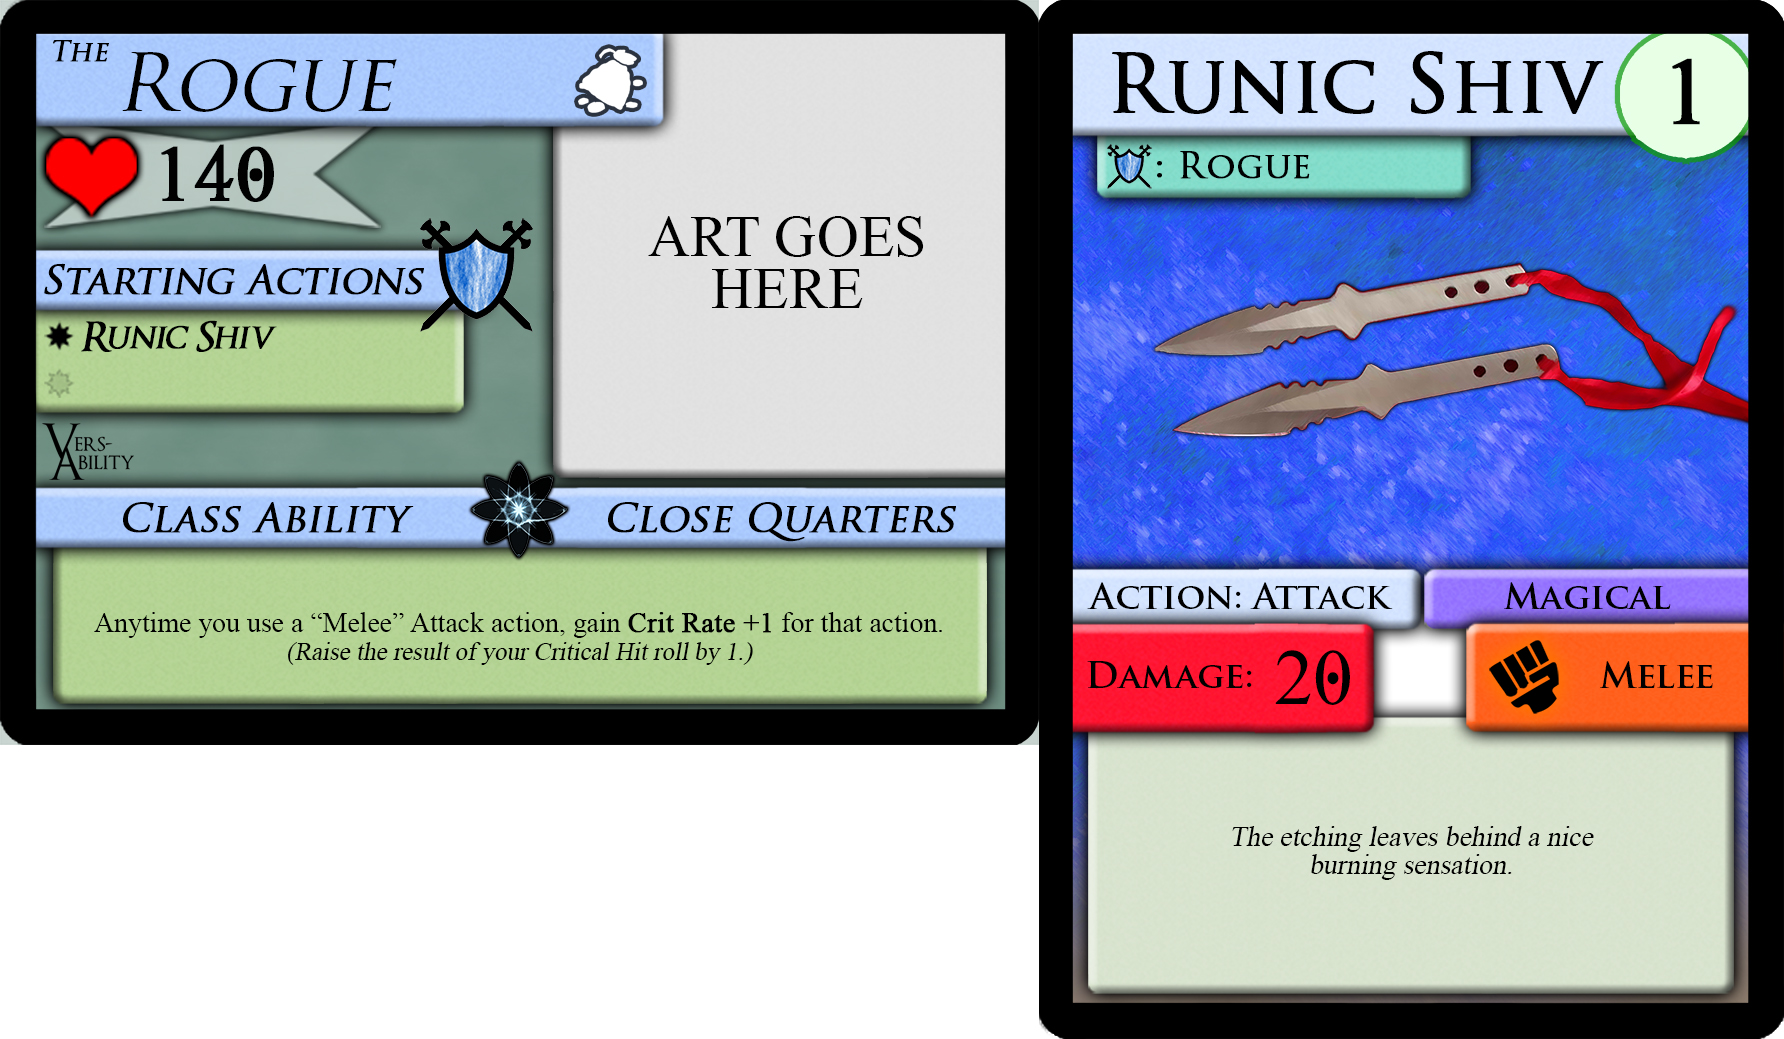 THE ROGUE
140
STARTING ACTIONS
RUNIC SHIV
VERS-
ABILITY
ART GOES
HERE
CLASS ABILITY
CLOSE QUARTERS
Anytime you use a “Melee” Attack action, gain Crit Rate +1 for that action.
(Raise the result of your Critical Hit roll by 1.)
RUNIC SHIV 1
: ROGUE
ACTION: ATTACK
MAGICAL
DAMAGE: 20
MELEE
The etching leaves behind a nice
burning sensation.